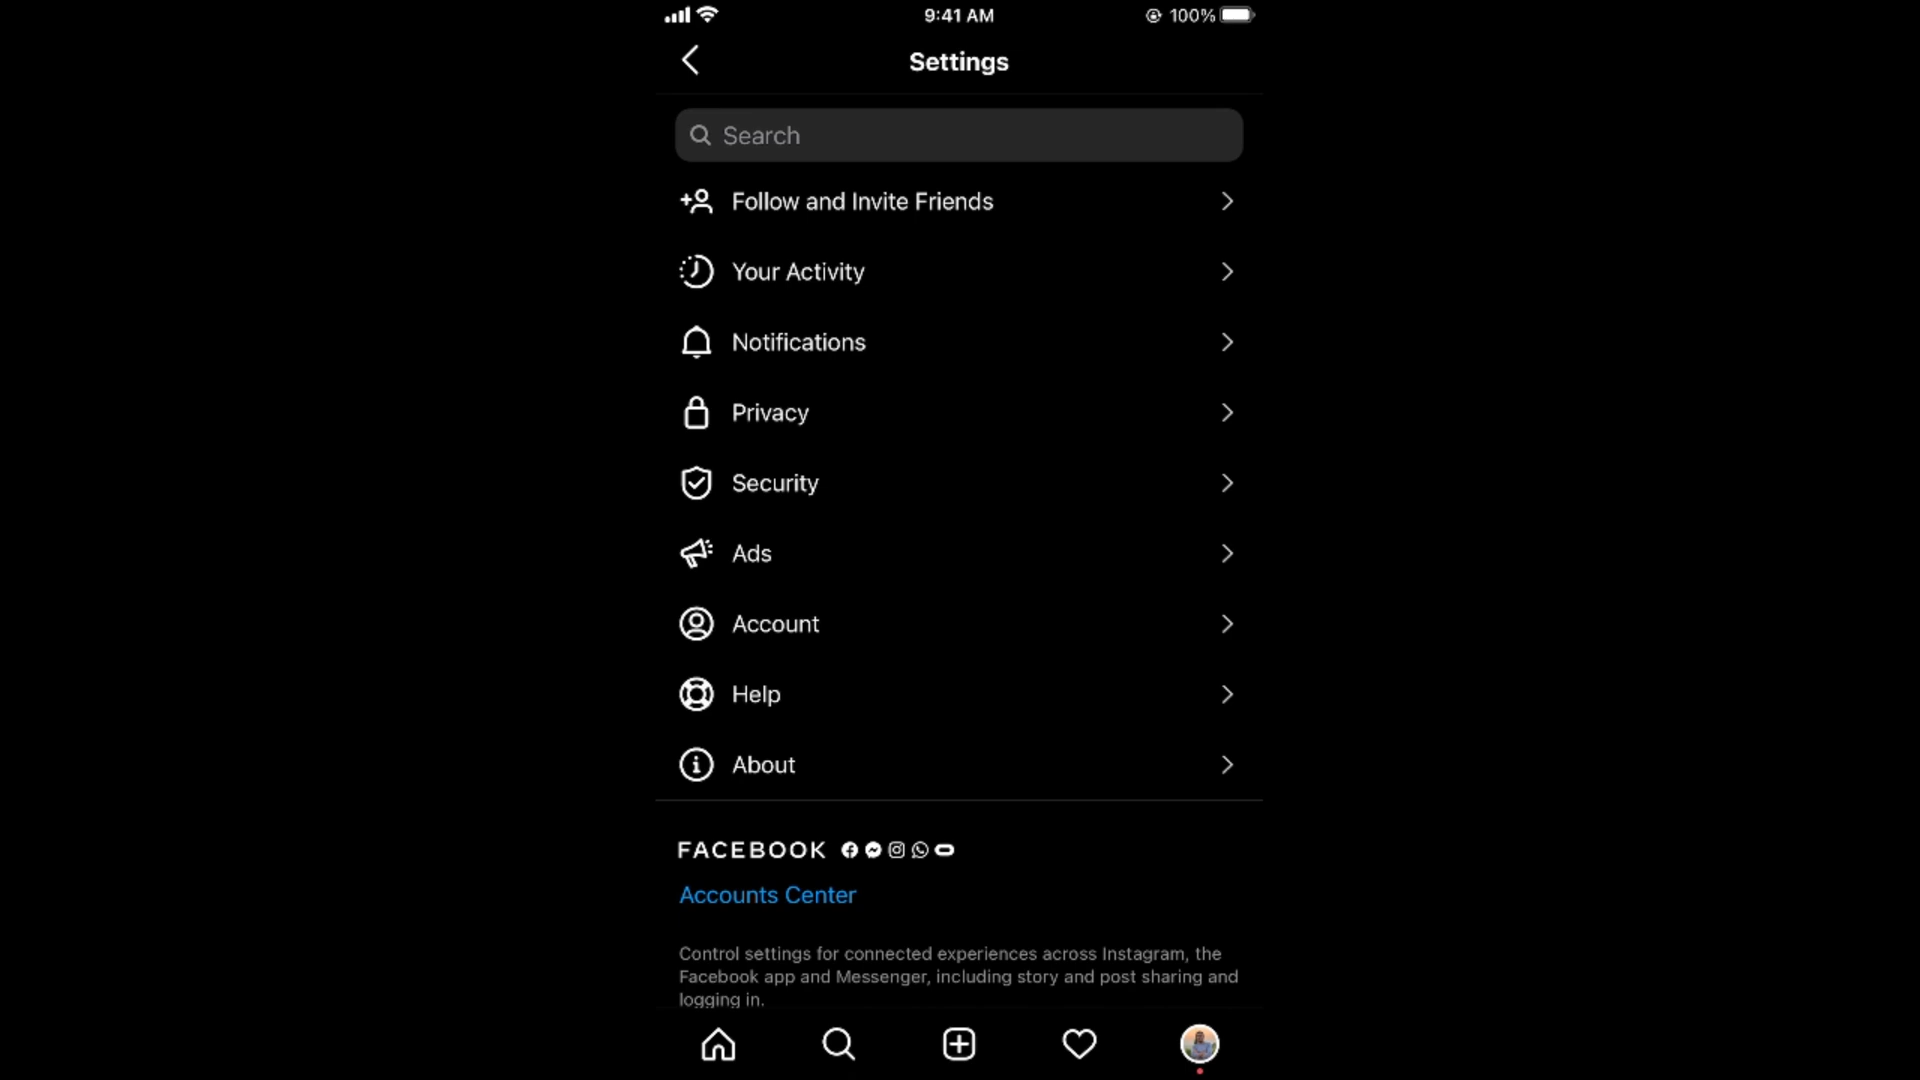 9:41 AM
100%
Settings
Search
Follow and Invite Friends
Your Activity
Notifications
Privacy
Security
Ads
Account
Help
About
FACEBOOK
Accounts Center
Control settings for connected experiences across Instagram, the
Facebook app and Messenger, including story and post sharing and
logging in.